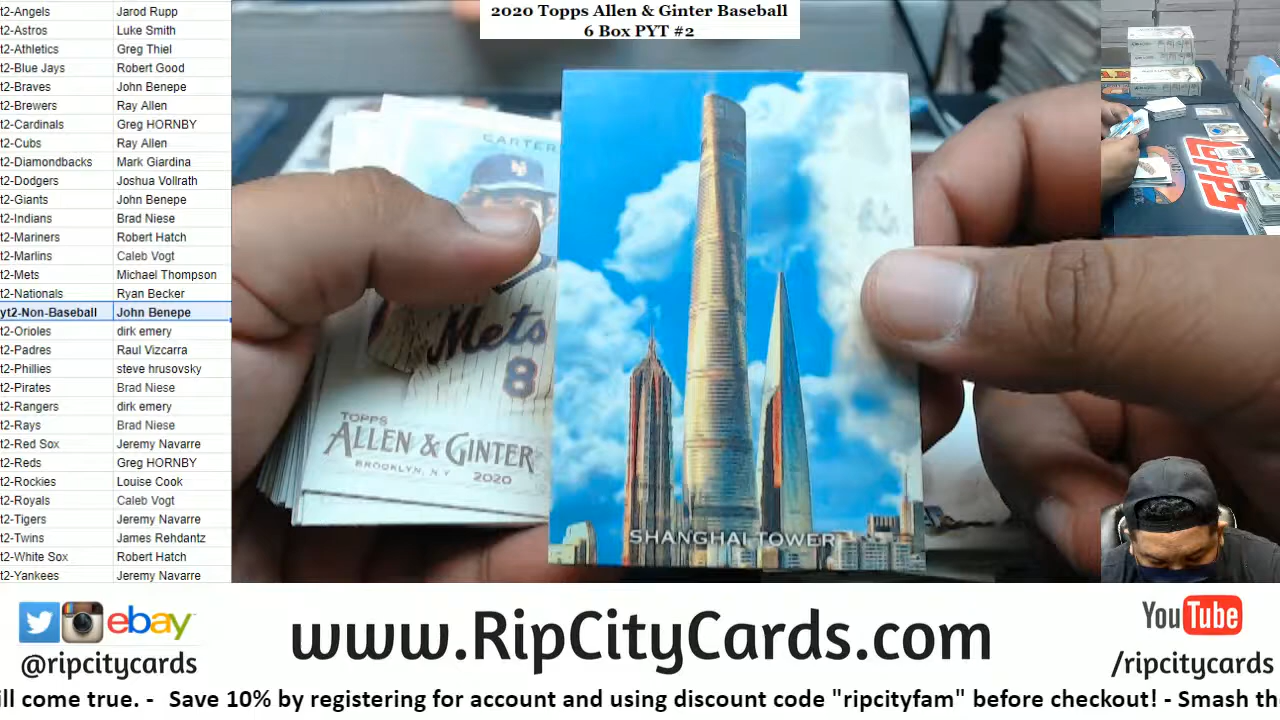 2020 Topps Allen & Ginter Baseball
6 Box PYT #2
t2-Angels Jarod Rupp
t2-Astros Luke Smith
t2-Athletics Greg Thiel
t2-Blue Jays Robert Good
t2-Braves John Benepe
t2-Brewers Ray Allen
t2-Cardinals Greg HORNBY
t2-Cubs Ray Allen
t2-Diamondbacks Mark Giardina
t2-Dodgers Joshua Vollrath
t2-Giants John Benepe
t2-Indians Brad Niese
t2-Mariners Robert Hatch
t2-Marlins Caleb Vogt
t2-Mets Michael Thompson
t2-Nationals Ryan Becker
yt2-Non-Baseball John Benepe
t2-Orioles dirk emery
t2-Padres Raul Vizcarra
t2-Phillies steve hrusovsky
t2-Pirates Brad Niese
t2-Rangers dirk emery
t2-Rays Brad Niese
t2-Red Sox Jeremy Navarre
t2-Reds Greg HORNBY
t2-Rockies Louise Cook
t2-Royals Caleb Vogt
t2-Tigers Jeremy Navarre
t2-Twins James Rehdantz
t2-White Sox Robert Hatch
t2-Yankees Jeremy Navarre
CARTER
Mets
8
TOPPS
ALLEN & GINTER
BROOKLYN, N.Y
2020
SHANGHAI TOWER
Topps
ebay
@ripcitycards
www.RipCityCards.com
YouTube
/ripcitycards
ill come true. - Save 10% by registering for account and using discount code "ripcityfam" before checkout! - Smash th